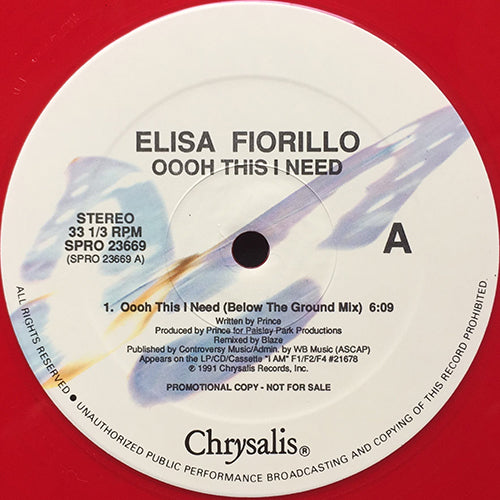 ELISA FIORILLO
OOOH THIS I NEED
STEREO
33 1/3 RPM
SPRO 23669
(SPRO 23669 A)
A
1. Oooh This I Need (Below The Ground Mix) 6:09
Written by Prince
Produced by Prince for Paisley Park Productions
Remixed by Blaze
Published by Controversy Music/Admin. by WB Music (ASCAP)
Appears on the LP/CD/Cassette "I AM" F1/F2/F4 #21678
℗ 1991 Chrysalis Records, Inc.
PROMOTIONAL COPY - NOT FOR SALE
Chrysalis®
ALL RIGHTS RESERVED • UNAUTHORIZED PUBLIC PERFORMANCE BROADCASTING AND COPYING OF THIS RECORD PROHIBITED.